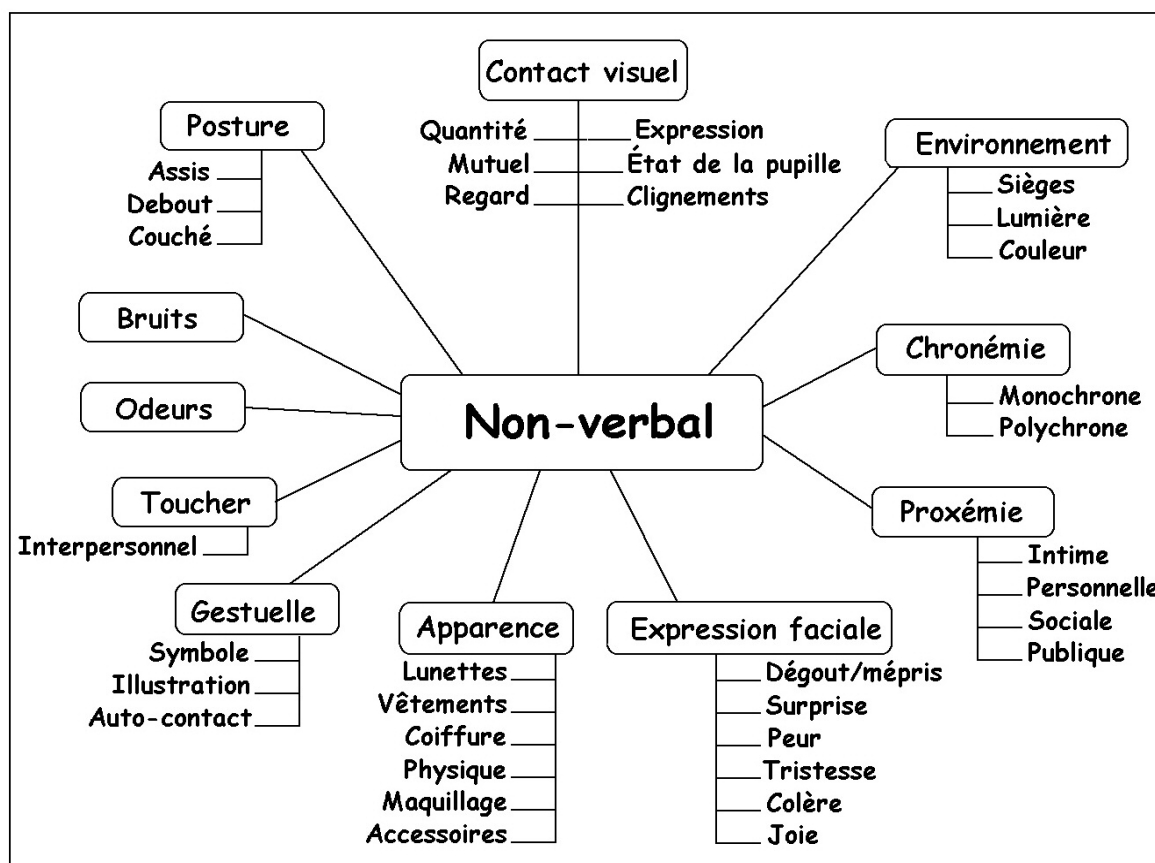 Contact visuel
Quantité
Expression
Mutuel
État de la pupille
Regard
Clignements
Posture
Assis
Debout
Couché
Environnement
Sièges
Lumière
Couleur
Bruits
Chronémie
Monochrone
Polychrone
Odeurs
Non-verbal
Toucher
Interpersonnel
Proxémie
Intime
Personnelle
Sociale
Publique
Gestuelle
Symbole
Illustration
Auto-contact
Apparence
Lunettes
Vêtements
Coiffure
Physique
Maquillage
Accessoires
Expression faciale
Dégout/mépris
Surprise
Peur
Tristesse
Colère
Joie